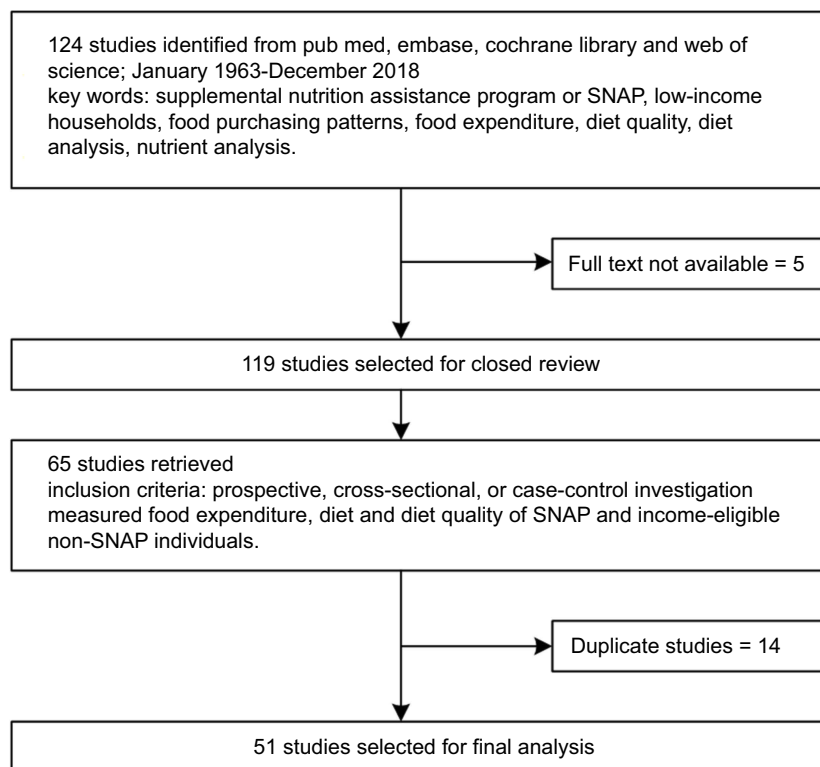 124 studies identified from pub med, embase, cochrane library and web of
science; January 1963-December 2018
key words: supplemental nutrition assistance program or SNAP, low-income
households, food purchasing patterns, food expenditure, diet quality, diet
analysis, nutrient analysis.
Full text not available = 5
119 studies selected for closed review
65 studies retrieved
inclusion criteria: prospective, cross-sectional, or case-control investigation
measured food expenditure, diet and diet quality of SNAP and income-eligible
non-SNAP individuals.
Duplicate studies = 14
51 studies selected for final analysis